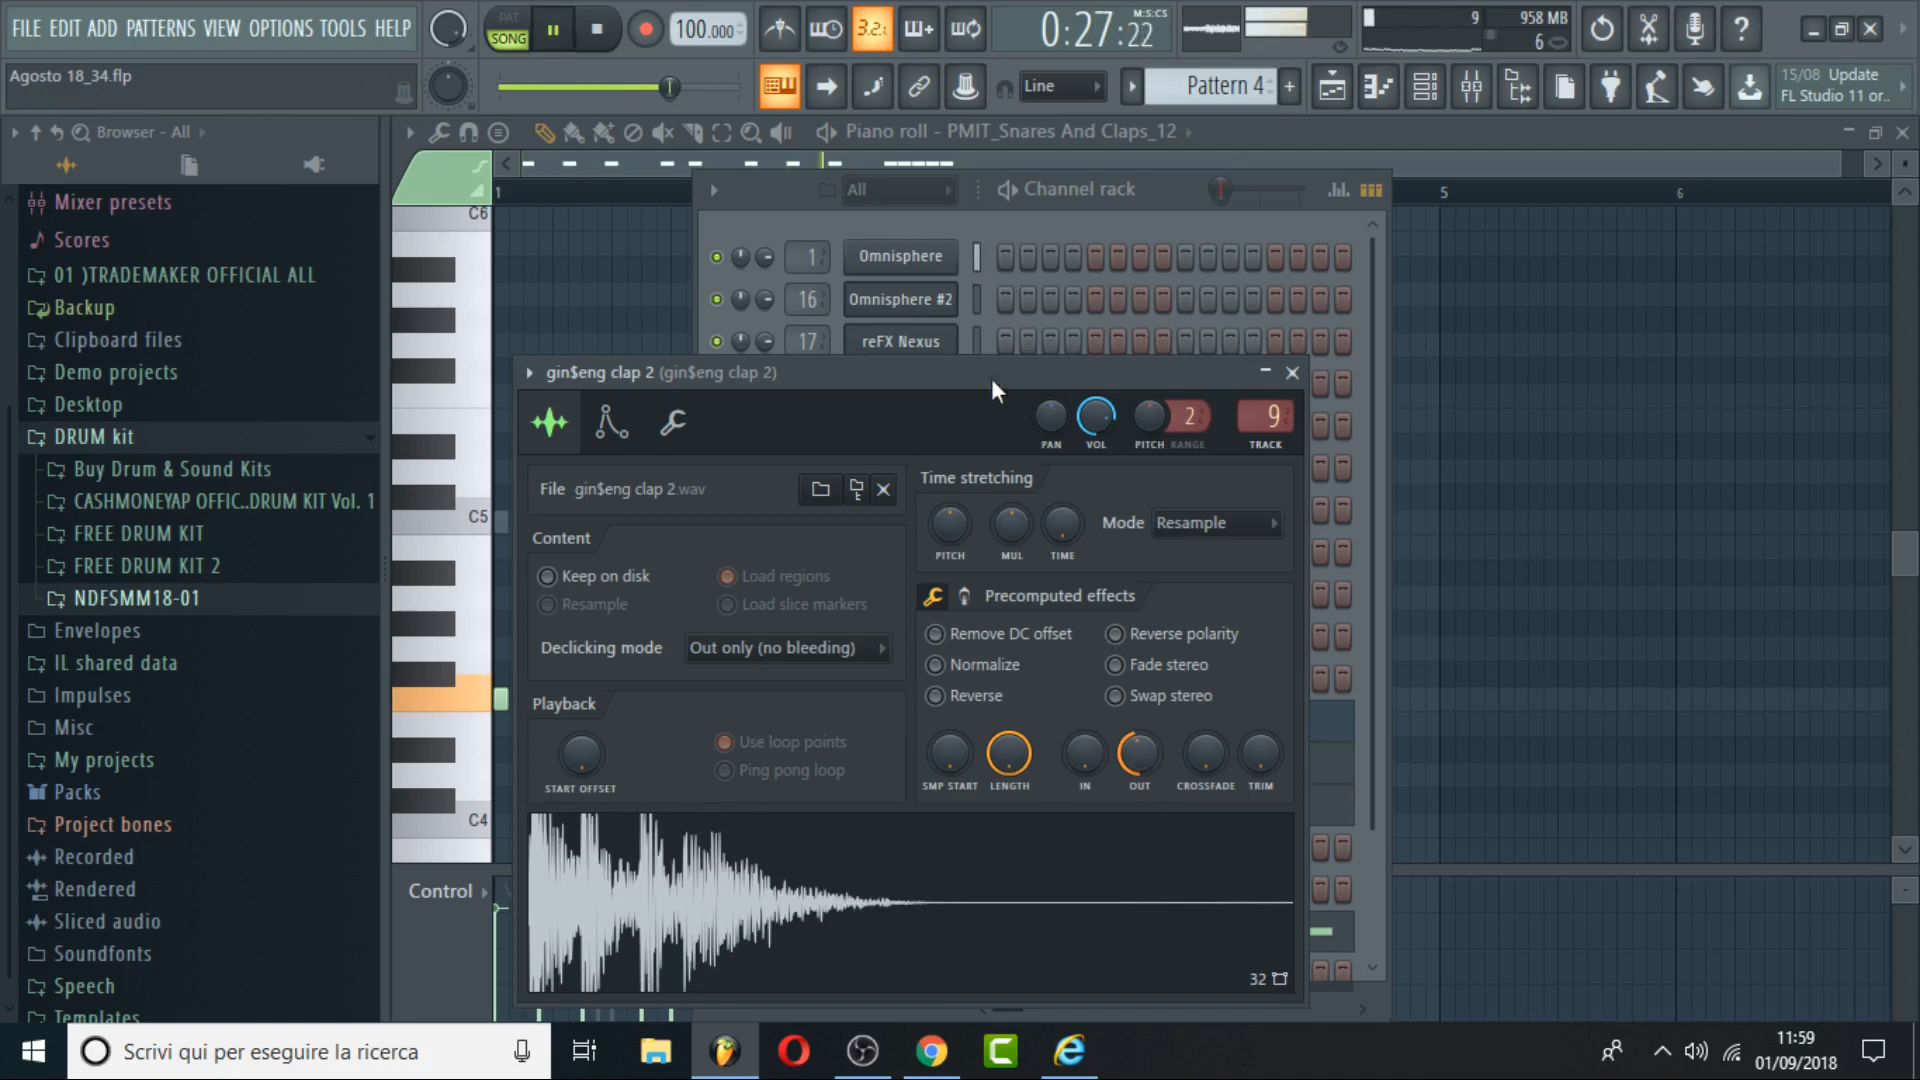 FILE EDIT ADD PATTERNS VIEW OPTIONS TOOLS HELP
PAT
SONG
100.000
3.2.
0:27:22
M:S:CS
9
958 MB
6
Agosto 18_34.flp
Line
Pattern 4
15/08 Update
FL Studio 11 or..
Browser - All
Piano roll - PMIT_Snares And Claps_12
Mixer presets
Scores
01 )TRADEMAKER OFFICIAL ALL
Backup
Clipboard files
Demo projects
Desktop
DRUM kit
Buy Drum & Sound Kits
CASHMONEYAP OFFIC..DRUM KIT Vol. 1
FREE DRUM KIT
FREE DRUM KIT 2
NDFSMM18-01
Envelopes
IL shared data
Impulses
Misc
My projects
Packs
Project bones
Recorded
Rendered
Sliced audio
Soundfonts
Speech
Templates
1
5
6
C6
C5
C4
Control
All
Channel rack
1
Omnisphere
16
Omnisphere #2
17
reFX Nexus
gin$eng clap 2 (gin$eng clap 2)
2
9
PAN
VOL
PITCH
RANGE
TRACK
File
gin$eng clap 2.wav
Content
Keep on disk
Resample
Load regions
Load slice markers
Declicking mode
Out only (no bleeding)
Playback
START OFFSET
Use loop points
Ping pong loop
Time stretching
PITCH
MUL
TIME
Mode
Resample
Precomputed effects
Remove DC offset
Normalize
Reverse
Reverse polarity
Fade stereo
Swap stereo
SMP START
LENGTH
IN
OUT
CROSSFADE
TRIM
32
Scrivi qui per eseguire la ricerca
11:59
01/09/2018